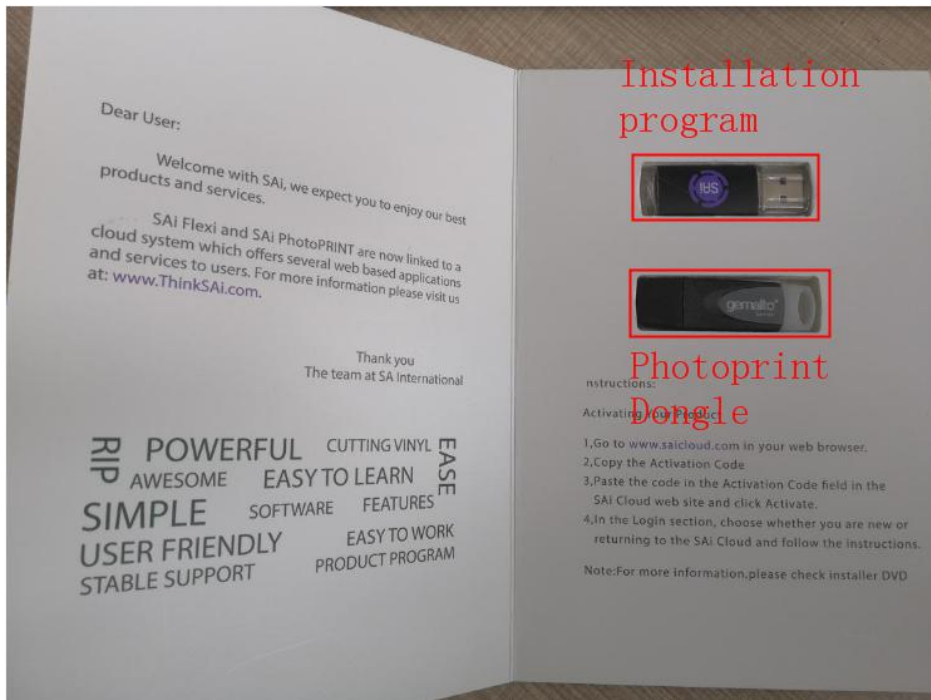 Dear User:
Welcome with SAi, we expect you to enjoy our best
products and services.
SAi Flexi and SAi PhotoPRINT are now linked to a
cloud system which offers several web based applications
and services to users. For more information please visit us
at: www.ThinkSAi.com.
Thank you
The team at SA International
RIP
POWERFUL
CUTTING VINYL
EASE
AWESOME
EASY TO LEARN
SIMPLE
SOFTWARE
FEATURES
USER FRIENDLY
EASY TO WORK
STABLE SUPPORT
PRODUCT PROGRAM
Installation
program
SAi
gemalto
Photoprint
Dongle
nstructions:
Activating Your Product
1,Go to www.saicloud.com in your web browser.
2,Copy the Activation Code
3,Paste the code in the Activation Code field in the
SAi Cloud web site and click Activate.
4,In the Login section, choose whether you are new or
returning to the SAi Cloud and follow the instructions.
Note:For more information,please check installer DVD